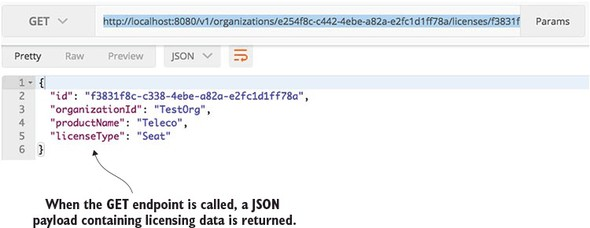 GET http://localhost:8080/v1/organizations/e254f8c-c442-4ebe-a82a-e2fc1d1ff78a/licenses/f3831f Params
Pretty Raw Preview JSON
1 {
2 "id": "f3831f8c-c338-4ebe-a82a-e2fc1d1ff78a",
3 "organizationId": "TestOrg",
4 "productName": "Teleco",
5 "licenseType": "Seat"
6 }
When the GET endpoint is called, a JSON
payload containing licensing data is returned.